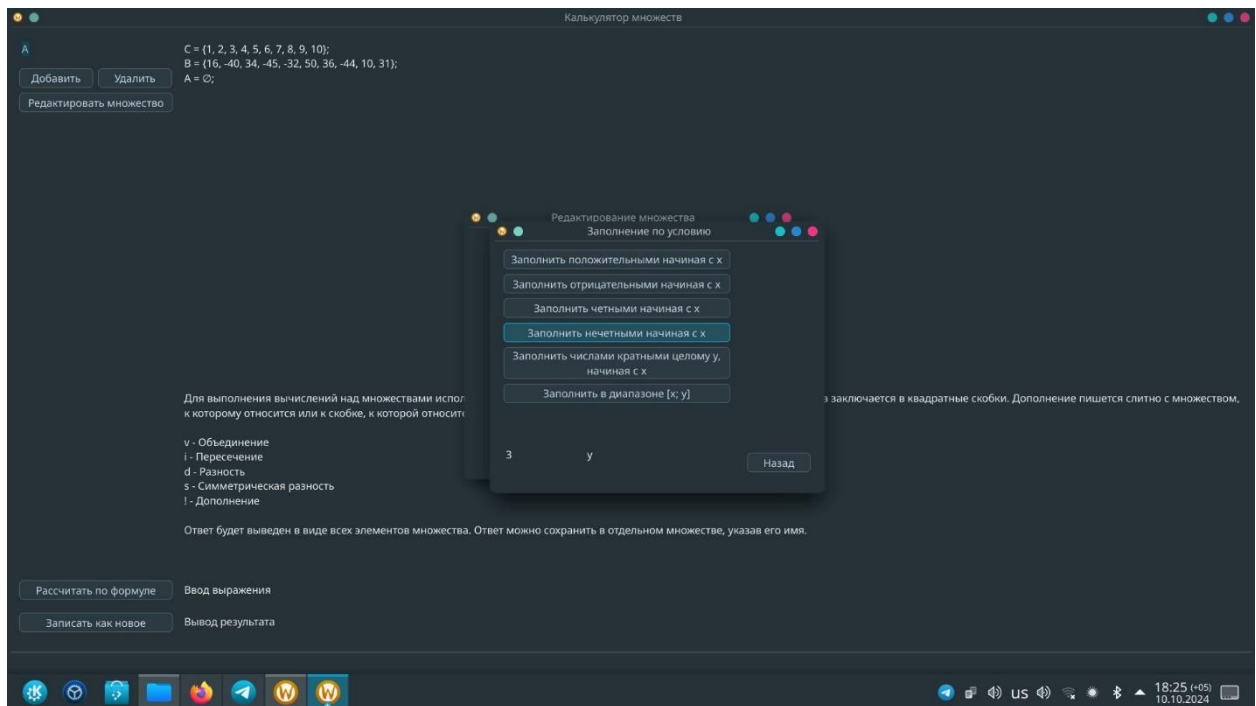 Калькулятор множеств
A
C = {1, 2, 3, 4, 5, 6, 7, 8, 9, 10};
B = {16, -40, 34, -45, -32, 50, 36, -44, 10, 31};
A = ∅;
Добавить
Удалить
Редактировать множество
Редактирование множества
Заполнение по условию
Заполнить положительными начиная с x
Заполнить отрицательными начиная с x
Заполнить четными начиная с x
Заполнить нечетными начиная с x
Заполнить числами кратными целому y,
начиная с x
Заполнить в диапазоне [x; y]
3
y
Назад
Для выполнения вычислений над множествами испол
заключается в квадратные скобки. Дополнение пишется слитно с множеством,
к которому относится или к скобке, к которой относитс
v - Объединение
i - Пересечение
d - Разность
s - Симметрическая разность
! - Дополнение
Ответ будет выведен в виде всех элементов множества. Ответ можно сохранить в отдельном множестве, указав его имя.
Рассчитать по формуле
Ввод выражения
Записать как новое
Вывод результата
US
18:25 (+05)
10.10.2024